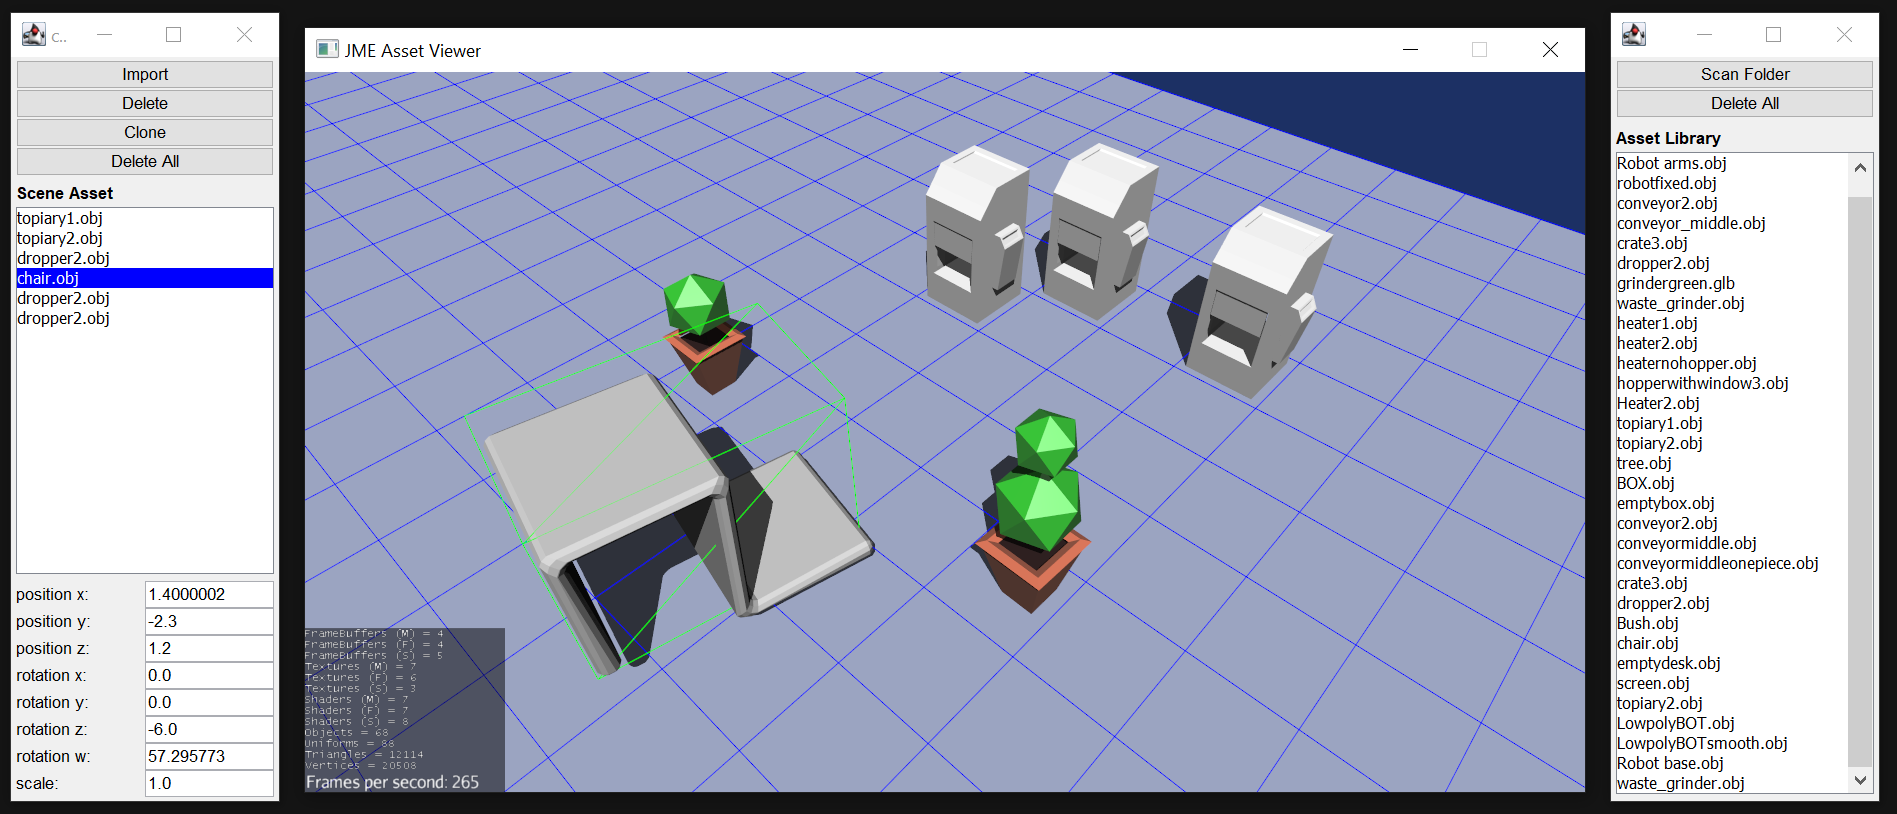 c..
Import
Delete
Clone
Delete All
Scene Asset
topiary1.obj
topiary2.obj
dropper2.obj
chair.obj
dropper2.obj
dropper2.obj
position x: 1.4000002
position y: -2.3
position z: 1.2
rotation x: 0.0
rotation y: 0.0
rotation z: -6.0
rotation w: 57.295773
scale: 1.0
JME Asset Viewer
FrameBuffers (M) = 4
FrameBuffers (F) = 4
FrameBuffers (S) = 5
Textures (M) = 7
Textures (F) = 6
Textures (S) = 3
Shaders (M) = 7
Shaders (F) = 7
Shaders (S) = 8
Objects = 68
Uniforms = 88
Triangles = 12114
Vertices = 20508
Frames per second: 265
Scan Folder
Delete All
Asset Library
Robot arms.obj
robotfixed.obj
conveyor2.obj
conveyor_middle.obj
crate3.obj
dropper2.obj
grindergreen.glb
waste_grinder.obj
heater1.obj
heater2.obj
heaternohopper.obj
hopperwithwindow3.obj
Heater2.obj
topiary1.obj
topiary2.obj
tree.obj
BOX.obj
emptybox.obj
conveyor2.obj
conveyormiddle.obj
conveyormiddleonepiece.obj
crate3.obj
dropper2.obj
Bush.obj
chair.obj
emptydesk.obj
screen.obj
topiary2.obj
LowpolyBOT.obj
LowpolyBOTsmooth.obj
Robot base.obj
waste_grinder.obj